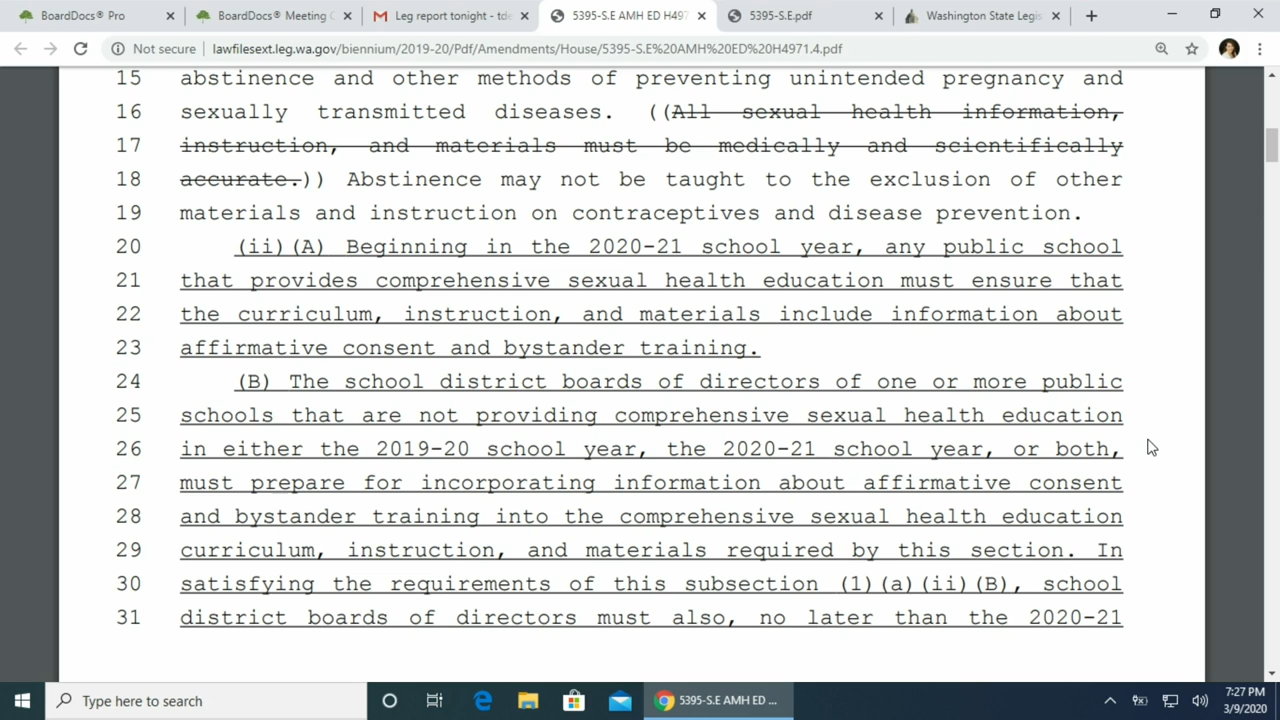 BoardDocs® Pro
BoardDocs® Meeting
Leg report tonight - tde
5395-S.E AMH ED H497
5395-S.E.pdf
Washington State Legis
Not secure | lawfilesext.leg.wa.gov/biennium/2019-20/Pdf/Amendments/House/5395-S.E%20AMH%20ED%20H4971.4.pdf
15 abstinence and other methods of preventing unintended pregnancy and
16 sexually transmitted diseases. ((All sexual health information,
17 instruction, and materials must be medically and scientifically
18 accurate.)) Abstinence may not be taught to the exclusion of other
19 materials and instruction on contraceptives and disease prevention.
20 (ii)(A) Beginning in the 2020-21 school year, any public school
21 that provides comprehensive sexual health education must ensure that
22 the curriculum, instruction, and materials include information about
23 affirmative consent and bystander training.
24 (B) The school district boards of directors of one or more public
25 schools that are not providing comprehensive sexual health education
26 in either the 2019-20 school year, the 2020-21 school year, or both,
27 must prepare for incorporating information about affirmative consent
28 and bystander training into the comprehensive sexual health education
29 curriculum, instruction, and materials required by this section. In
30 satisfying the requirements of this subsection (1)(a)(ii)(B), school
31 district boards of directors must also, no later than the 2020-21
Type here to search
5395-S.E AMH ED ...
7:27 PM
3/9/2020